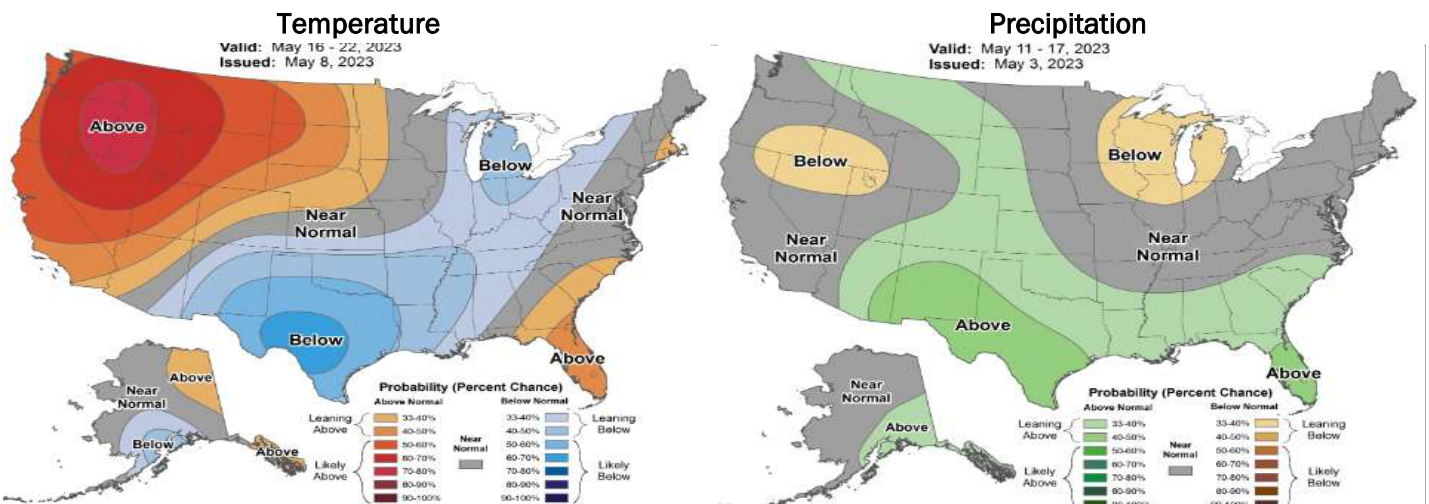 Temperature
Valid: May 16 - 22, 2023
Issued: May 8, 2023
Above
Below
Near
Normal
Near
Normal
Below
Above
Above
Near
Normal
Below
Above
Probability (Percent Chance)
Above Normal
Below Normal
Leaning
Above
33-40%
40-50%
50-60%
60-70%
70-80%
80-90%
90-100%
Likely
Above
Near
Normal
33-40%
40-50%
50-60%
60-70%
70-80%
80-90%
90-100%
Leaning
Below
Likely
Below
Precipitation
Valid: May 11 - 17, 2023
Issued: May 3, 2023
Below
Below
Near
Normal
Near
Normal
Above
Above
Near
Normal
Above
Probability (Percent Chance)
Above Normal
Below Normal
Leaning
Above
33-40%
40-50%
50-60%
60-70%
70-80%
80-90%
Likely
Above
Near
Normal
33-40%
40-50%
50-60%
60-70%
70-80%
80-90%
Leaning
Below
Likely
Below